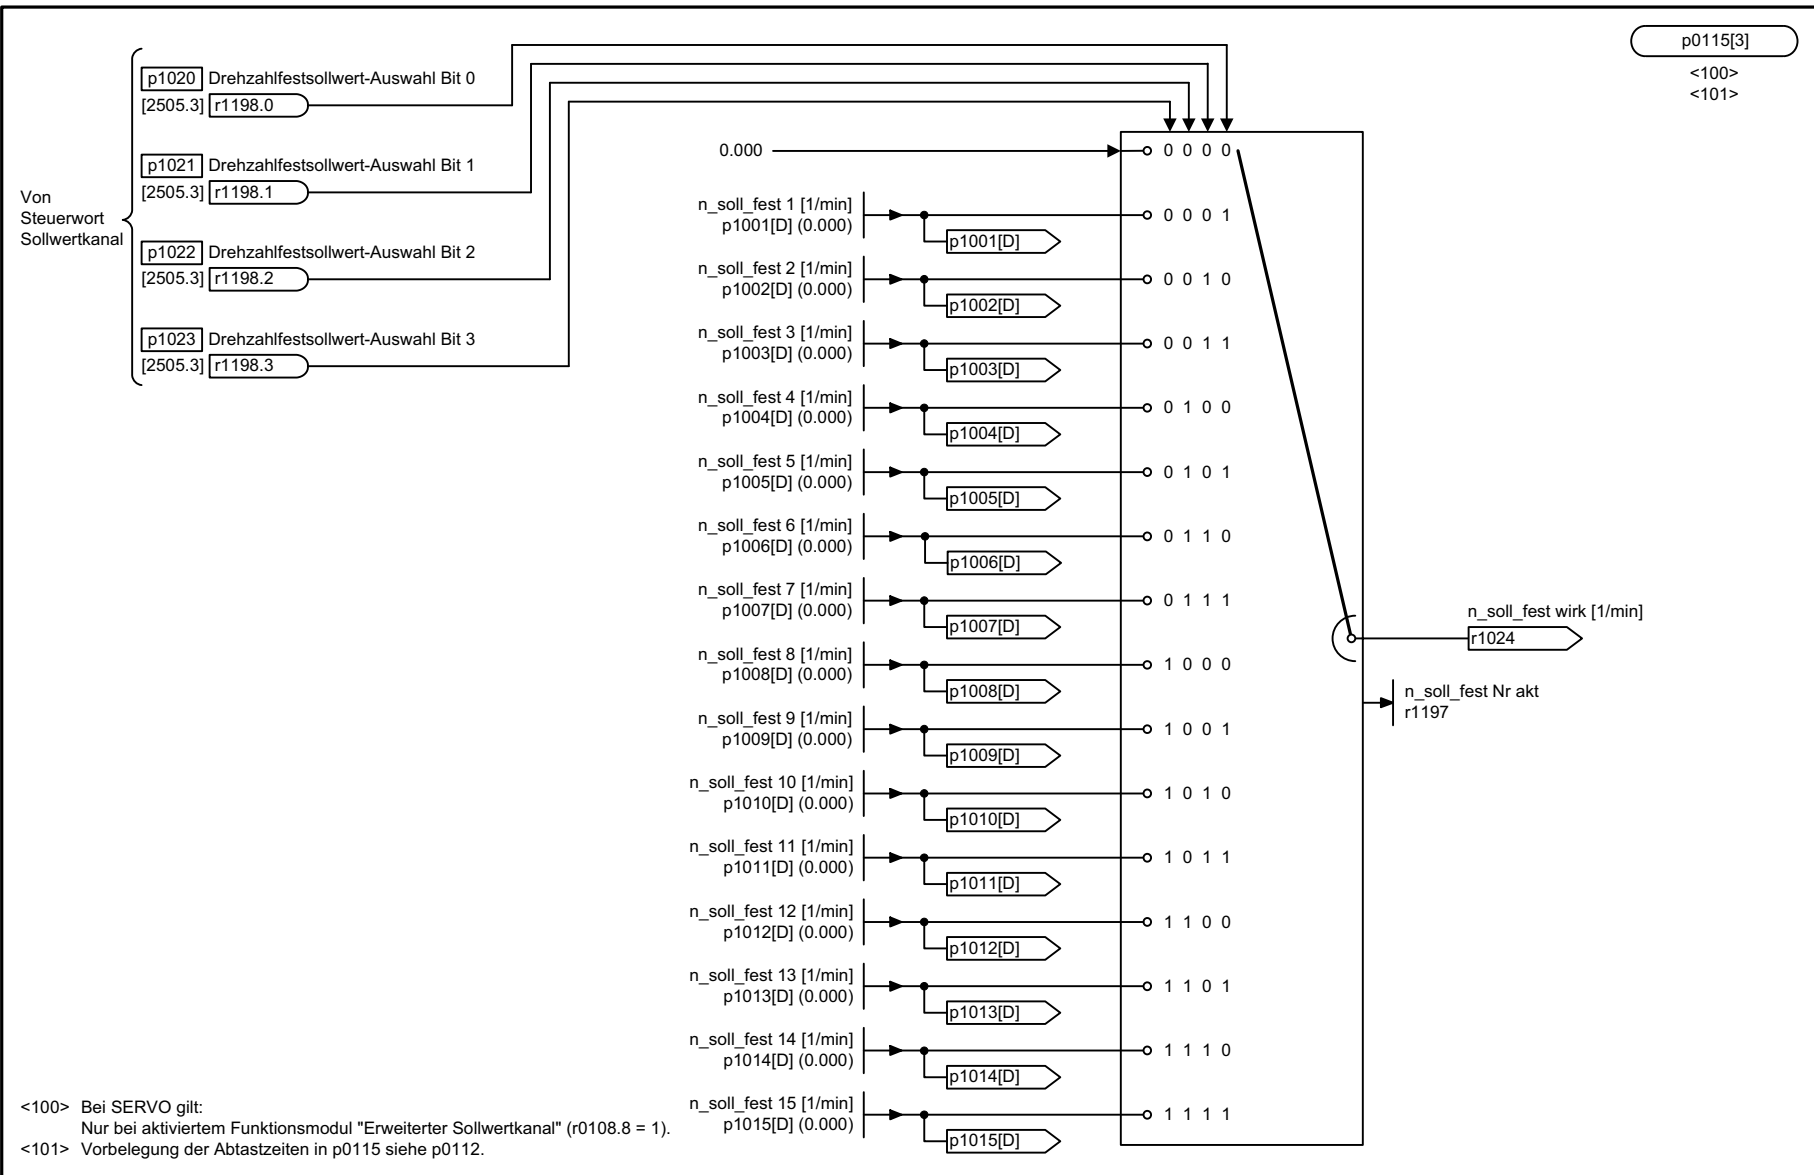 p0115[3]
<100>
<101>
Von
Steuerwort
Sollwertkanal
p1020 Drehzahlfestsollwert-Auswahl Bit 0
[2505.3] r1198.0
p1021 Drehzahlfestsollwert-Auswahl Bit 1
[2505.3] r1198.1
p1022 Drehzahlfestsollwert-Auswahl Bit 2
[2505.3] r1198.2
p1023 Drehzahlfestsollwert-Auswahl Bit 3
[2505.3] r1198.3
0.000 0 0 0 0
n_soll_fest 1 [1/min]
p1001[D] (0.000) 0 0 0 1
p1001[D]
n_soll_fest 2 [1/min]
p1002[D] (0.000) 0 0 1 0
p1002[D]
n_soll_fest 3 [1/min]
p1003[D] (0.000) 0 0 1 1
p1003[D]
n_soll_fest 4 [1/min]
p1004[D] (0.000) 0 1 0 0
p1004[D]
n_soll_fest 5 [1/min]
p1005[D] (0.000) 0 1 0 1
p1005[D]
n_soll_fest 6 [1/min]
p1006[D] (0.000) 0 1 1 0
p1006[D]
n_soll_fest 7 [1/min]
p1007[D] (0.000) 0 1 1 1
p1007[D]
n_soll_fest 8 [1/min]
p1008[D] (0.000) 1 0 0 0
p1008[D]
n_soll_fest 9 [1/min]
p1009[D] (0.000) 1 0 0 1
p1009[D]
n_soll_fest 10 [1/min]
p1010[D] (0.000) 1 0 1 0
p1010[D]
n_soll_fest 11 [1/min]
p1011[D] (0.000) 1 0 1 1
p1011[D]
n_soll_fest 12 [1/min]
p1012[D] (0.000) 1 1 0 0
p1012[D]
n_soll_fest 13 [1/min]
p1013[D] (0.000) 1 1 0 1
p1013[D]
n_soll_fest 14 [1/min]
p1014[D] (0.000) 1 1 1 0
p1014[D]
n_soll_fest 15 [1/min]
p1015[D] (0.000) 1 1 1 1
p1015[D]
n_soll_fest wirk [1/min]
r1024
n_soll_fest Nr akt
r1197
<100> Bei SERVO gilt:
Nur bei aktiviertem Funktionsmodul "Erweiterter Sollwertkanal" (r0108.8 = 1).
<101> Vorbelegung der Abtastzeiten in p0115 siehe p0112.